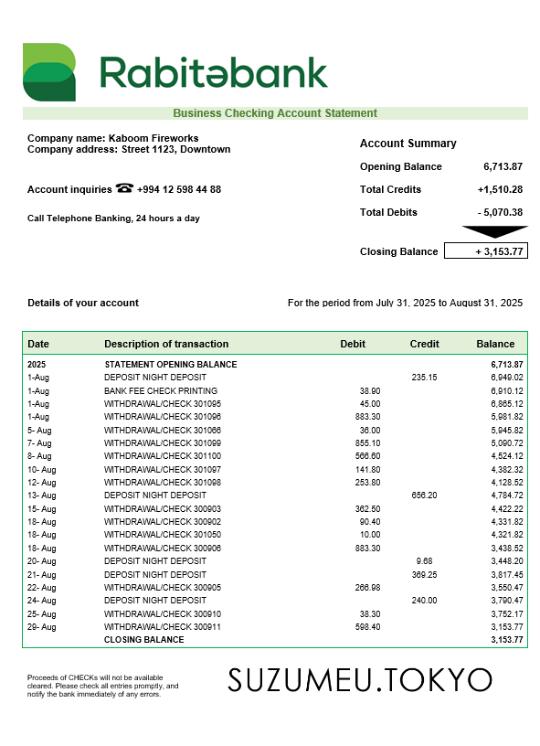 Rabitəbank
Business Checking Account Statement
Company name: Kaboom Fireworks
Company address: Street 1123, Downtown
Account inquiries ☎ +994 12 598 44 88
Call Telephone Banking, 24 hours a day
Account Summary
Opening Balance 6,713.87
Total Credits +1,510.28
Total Debits - 5,070.38
Closing Balance + 3,153.77
Details of your account For the period from July 31, 2025 to August 31, 2025
Date Description of transaction Debit Credit Balance
2025 STATEMENT OPENING BALANCE 6,713.87
1-Aug DEPOSIT NIGHT DEPOSIT 235.15 6,949.02
1-Aug BANK FEE CHECK PRINTING 38.90 6,910.12
1-Aug WITHDRAWAL/CHECK 301095 45.00 6,865.12
1-Aug WITHDRAWAL/CHECK 301096 883.30 5,981.82
5- Aug WITHDRAWAL/CHECK 301066 36.00 5,945.82
7- Aug WITHDRAWAL/CHECK 301099 855.10 5,090.72
8- Aug WITHDRAWAL/CHECK 301100 566.60 4,524.12
10- Aug WITHDRAWAL/CHECK 301097 141.80 4,382.32
12- Aug WITHDRAWAL/CHECK 301098 253.80 4,128.52
13- Aug DEPOSIT NIGHT DEPOSIT 656.20 4,784.72
15- Aug WITHDRAWAL/CHECK 300903 362.50 4,422.22
18- Aug WITHDRAWAL/CHECK 300902 90.40 4,331.82
18- Aug WITHDRAWAL/CHECK 301050 10.00 4,321.82
18- Aug WITHDRAWAL/CHECK 300906 883.30 3,438.52
20- Aug DEPOSIT NIGHT DEPOSIT 9.68 3,448.20
21- Aug DEPOSIT NIGHT DEPOSIT 369.25 3,817.45
22- Aug WITHDRAWAL/CHECK 300905 266.98 3,550.47
24- Aug DEPOSIT NIGHT DEPOSIT 240.00 3,790.47
25- Aug WITHDRAWAL/CHECK 300910 38.30 3,752.17
29- Aug WITHDRAWAL/CHECK 300911 598.40 3,153.77
CLOSING BALANCE 3,153.77
Proceeds of CHECKs will not be available
cleared. Please check all entries promptly, and
notify the bank immediately of any errors.
SUZUMEU.TOKYO